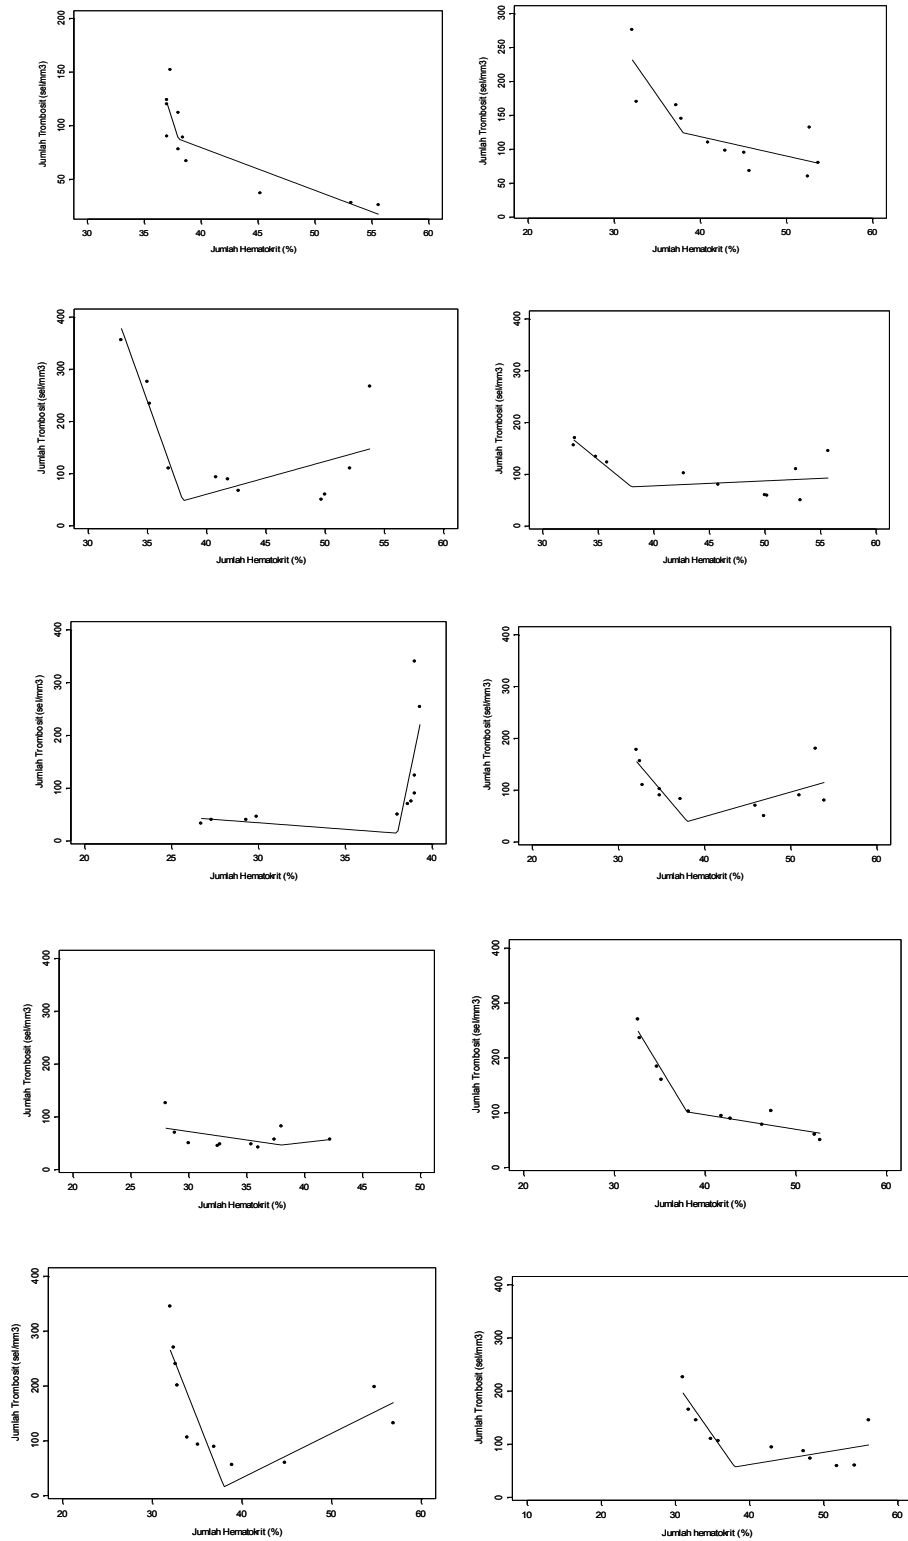 Jumlah Trombosit (sel/mm3)
200
150
100
50
30 35 40 45 50 55 60
Jumlah Hematokrit (%)
Jumlah Trombosit (sel/mm3)
300
250
200
150
100
50
0
20 30 40 50 60
Jumlah Hematokrit (%)
Jumlah Trombosit (sel/mm3)
400
300
200
100
0
30 35 40 45 50 55 60
Jumlah Hematokrit (%)
Jumlah Trombosit (sel/mm3)
400
300
200
100
0
30 35 40 45 50 55 60
Jumlah Hematokrit (%)
Jumlah Trombosit (sel/mm3)
400
300
200
100
0
20 25 30 35 40
Jumlah Hematokrit (%)
Jumlah Trombosit (sel/mm3)
400
300
200
100
0
20 30 40 50 60
Jumlah Hematokrit (%)
Jumlah Trombosit (sel/mm3)
400
300
200
100
0
20 25 30 35 40 45 50
Jumlah Hematokrit (%)
Jumlah Trombosit (sel/mm3)
400
300
200
100
0
20 30 40 50 60
Jumlah Hematokrit (%)
Jumlah Trombosit (sel/mm3)
400
300
200
100
0
20 30 40 50 60
Jumlah Hematokrit (%)
Jumlah Trombosit (sel/mm3)
400
300
200
100
0
10 20 30 40 50 60
Jumlah hematokrit (%)